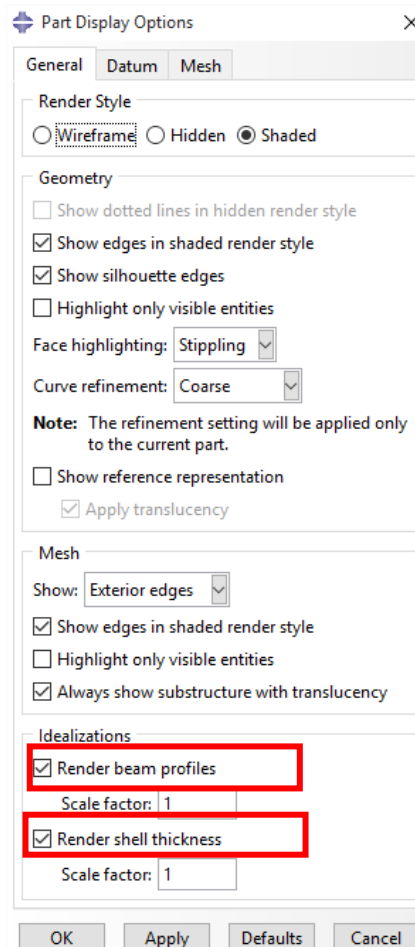 Part Display Options
General Datum Mesh
Render Style
Wireframe Hidden Shaded
Geometry
Show dotted lines in hidden render style
Show edges in shaded render style
Show silhouette edges
Highlight only visible entities
Face highlighting: Stippling
Curve refinement: Coarse
Note: The refinement setting will be applied only
to the current part.
Show reference representation
Apply translucency
Mesh
Show: Exterior edges
Show edges in shaded render style
Highlight only visible entities
Always show substructure with translucency
Idealizations
Render beam profiles
Scale factor: 1
Render shell thickness
Scale factor: 1
OK Apply Defaults Cancel